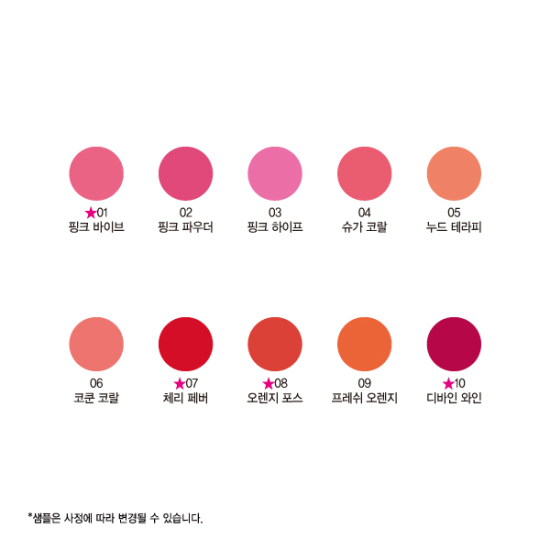 ★01 02 03 04 05
핑크 바이브 핑크 파우더 핑크 하이프 슈가 코랄 누드 테라피
06 ★07 ★08 09 ★10
코쿤 코랄 체리 페버 오렌지 포스 프레쉬 오렌지 디바인 와인
*샘플은 사정에 따라 변경될 수 있습니다.